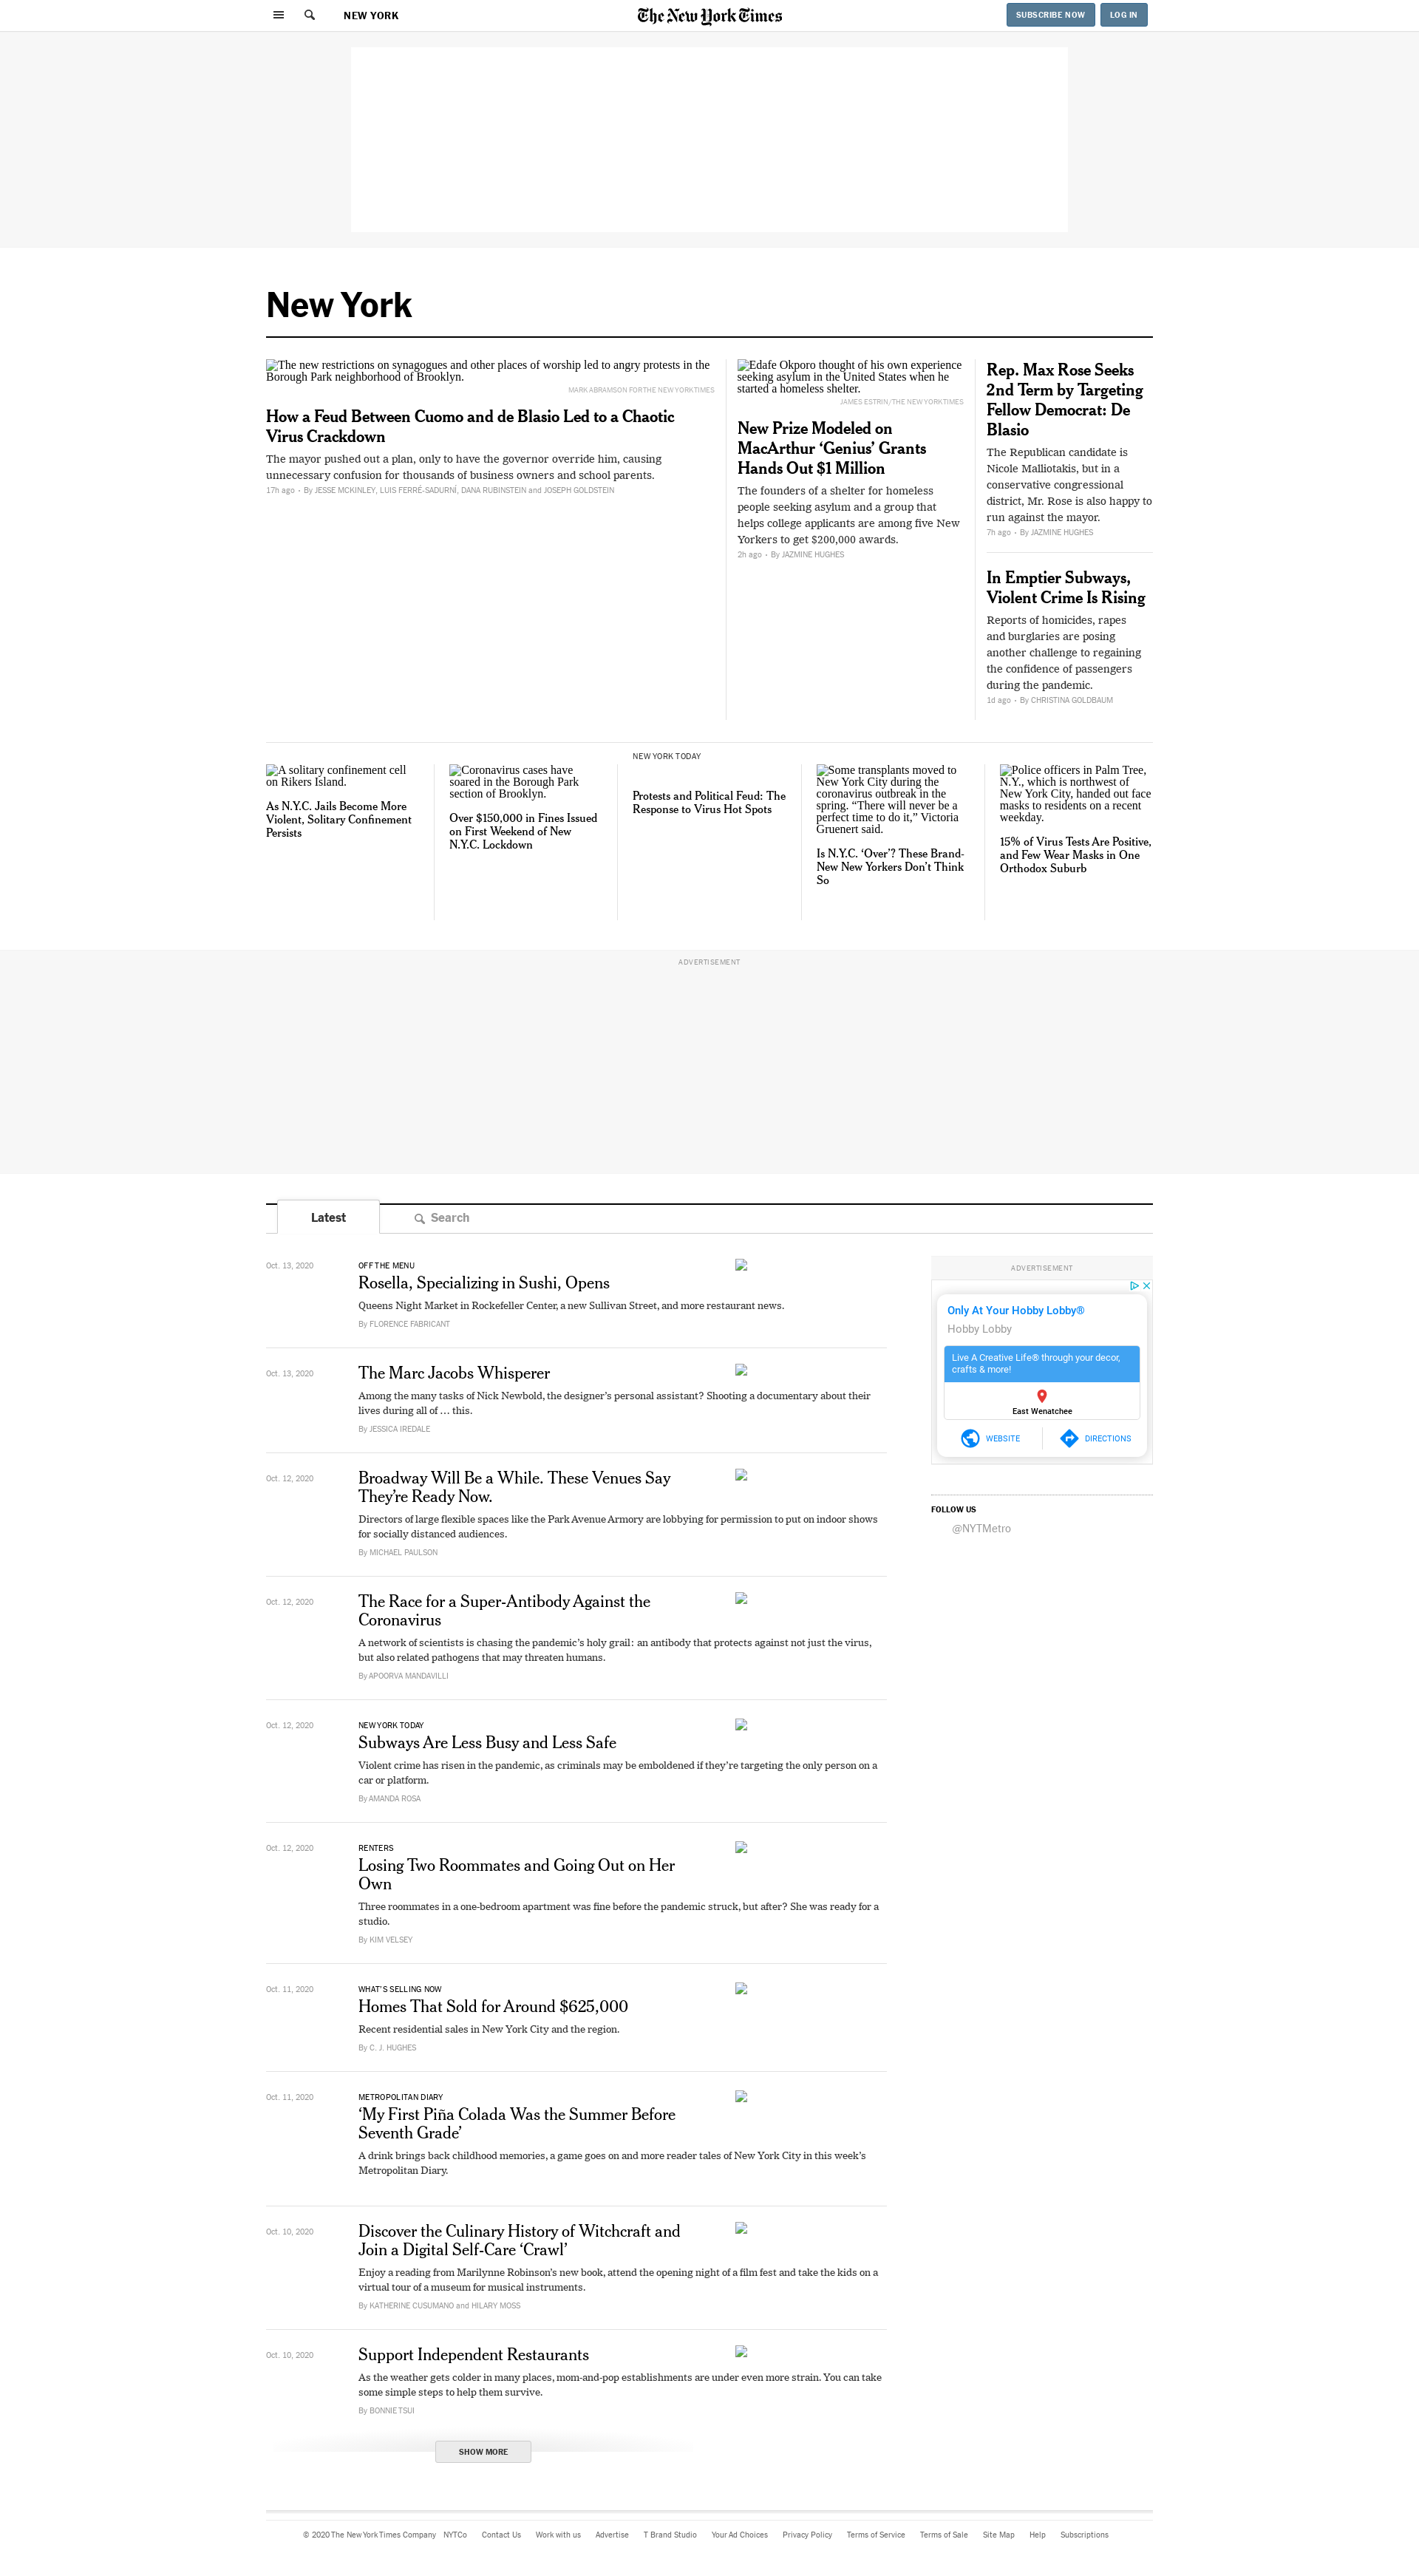 NEW YORK
The New York Times
SUBSCRIBE NOW
LOG IN
New York
The new restrictions on synagogues and other places of worship led to angry protests in the
Borough Park neighborhood of Brooklyn.
MARK ABRAMSON FOR THE NEW YORK TIMES
How a Feud Between Cuomo and de Blasio Led to a Chaotic
Virus Crackdown
The mayor pushed out a plan, only to have the governor override him, causing
unnecessary confusion for thousands of business owners and school parents.
17h ago • By JESSE MCKINLEY, LUIS FERRÉ-SADURNÍ, DANA RUBINSTEIN and JOSEPH GOLDSTEIN
Edafe Okporo thought of his own experience
seeking asylum in the United States when he
started a homeless shelter.
JAMES ESTRIN/THE NEW YORK TIMES
New Prize Modeled on
MacArthur ‘Genius’ Grants
Hands Out $1 Million
The founders of a shelter for homeless
people seeking asylum and a group that
helps college applicants are among five New
Yorkers to get $200,000 awards.
2h ago • By JAZMINE HUGHES
Rep. Max Rose Seeks
2nd Term by Targeting
Fellow Democrat: De
Blasio
The Republican candidate is
Nicole Malliotakis, but in a
conservative congressional
district, Mr. Rose is also happy to
run against the mayor.
7h ago • By JAZMINE HUGHES
In Emptier Subways,
Violent Crime Is Rising
Reports of homicides, rapes
and burglaries are posing
another challenge to regaining
the confidence of passengers
during the pandemic.
1d ago • By CHRISTINA GOLDBAUM
A solitary confinement cell
on Rikers Island.
As N.Y.C. Jails Become More
Violent, Solitary Confinement
Persists
Coronavirus cases have
soared in the Borough Park
section of Brooklyn.
Over $150,000 in Fines Issued
on First Weekend of New
N.Y.C. Lockdown
NEW YORK TODAY
Protests and Political Feud: The
Response to Virus Hot Spots
Some transplants moved to
New York City during the
coronavirus outbreak in the
spring. “There will never be a
perfect time to do it,” Victoria
Gruenert said.
Is N.Y.C. ‘Over’? These Brand-
New New Yorkers Don’t Think
So
Police officers in Palm Tree,
N.Y., which is northwest of
New York City, handed out face
masks to residents on a recent
weekday.
15% of Virus Tests Are Positive,
and Few Wear Masks in One
Orthodox Suburb
ADVERTISEMENT
Latest
Search
Oct. 13, 2020
OFF THE MENU
Rosella, Specializing in Sushi, Opens
Queens Night Market in Rockefeller Center, a new Sullivan Street, and more restaurant news.
By FLORENCE FABRICANT
Oct. 13, 2020
The Marc Jacobs Whisperer
Among the many tasks of Nick Newbold, the designer’s personal assistant? Shooting a documentary about their
lives during all of … this.
By JESSICA IREDALE
Oct. 12, 2020
Broadway Will Be a While. These Venues Say
They’re Ready Now.
Directors of large flexible spaces like the Park Avenue Armory are lobbying for permission to put on indoor shows
for socially distanced audiences.
By MICHAEL PAULSON
Oct. 12, 2020
The Race for a Super-Antibody Against the
Coronavirus
A network of scientists is chasing the pandemic’s holy grail: an antibody that protects against not just the virus,
but also related pathogens that may threaten humans.
By APOORVA MANDAVILLI
Oct. 12, 2020
NEW YORK TODAY
Subways Are Less Busy and Less Safe
Violent crime has risen in the pandemic, as criminals may be emboldened if they’re targeting the only person on a
car or platform.
By AMANDA ROSA
Oct. 12, 2020
RENTERS
Losing Two Roommates and Going Out on Her
Own
Three roommates in a one-bedroom apartment was fine before the pandemic struck, but after? She was ready for a
studio.
By KIM VELSEY
Oct. 11, 2020
WHAT’S SELLING NOW
Homes That Sold for Around $625,000
Recent residential sales in New York City and the region.
By C. J. HUGHES
Oct. 11, 2020
METROPOLITAN DIARY
‘My First Piña Colada Was the Summer Before
Seventh Grade’
A drink brings back childhood memories, a game goes on and more reader tales of New York City in this week’s
Metropolitan Diary.
Oct. 10, 2020
Discover the Culinary History of Witchcraft and
Join a Digital Self-Care ‘Crawl’
Enjoy a reading from Marilynne Robinson’s new book, attend the opening night of a film fest and take the kids on a
virtual tour of a museum for musical instruments.
By KATHERINE CUSUMANO and HILARY MOSS
Oct. 10, 2020
Support Independent Restaurants
As the weather gets colder in many places, mom-and-pop establishments are under even more strain. You can take
some simple steps to help them survive.
By BONNIE TSUI
SHOW MORE
ADVERTISEMENT
Only At Your Hobby Lobby®
Hobby Lobby
Live A Creative Life® through your decor,
crafts & more!
East Wenatchee
WEBSITE
DIRECTIONS
FOLLOW US
@NYTMetro
© 2020 The New York Times Company NYTCo Contact Us Work with us Advertise T Brand Studio Your Ad Choices Privacy Policy Terms of Service Terms of Sale Site Map Help Subscriptions